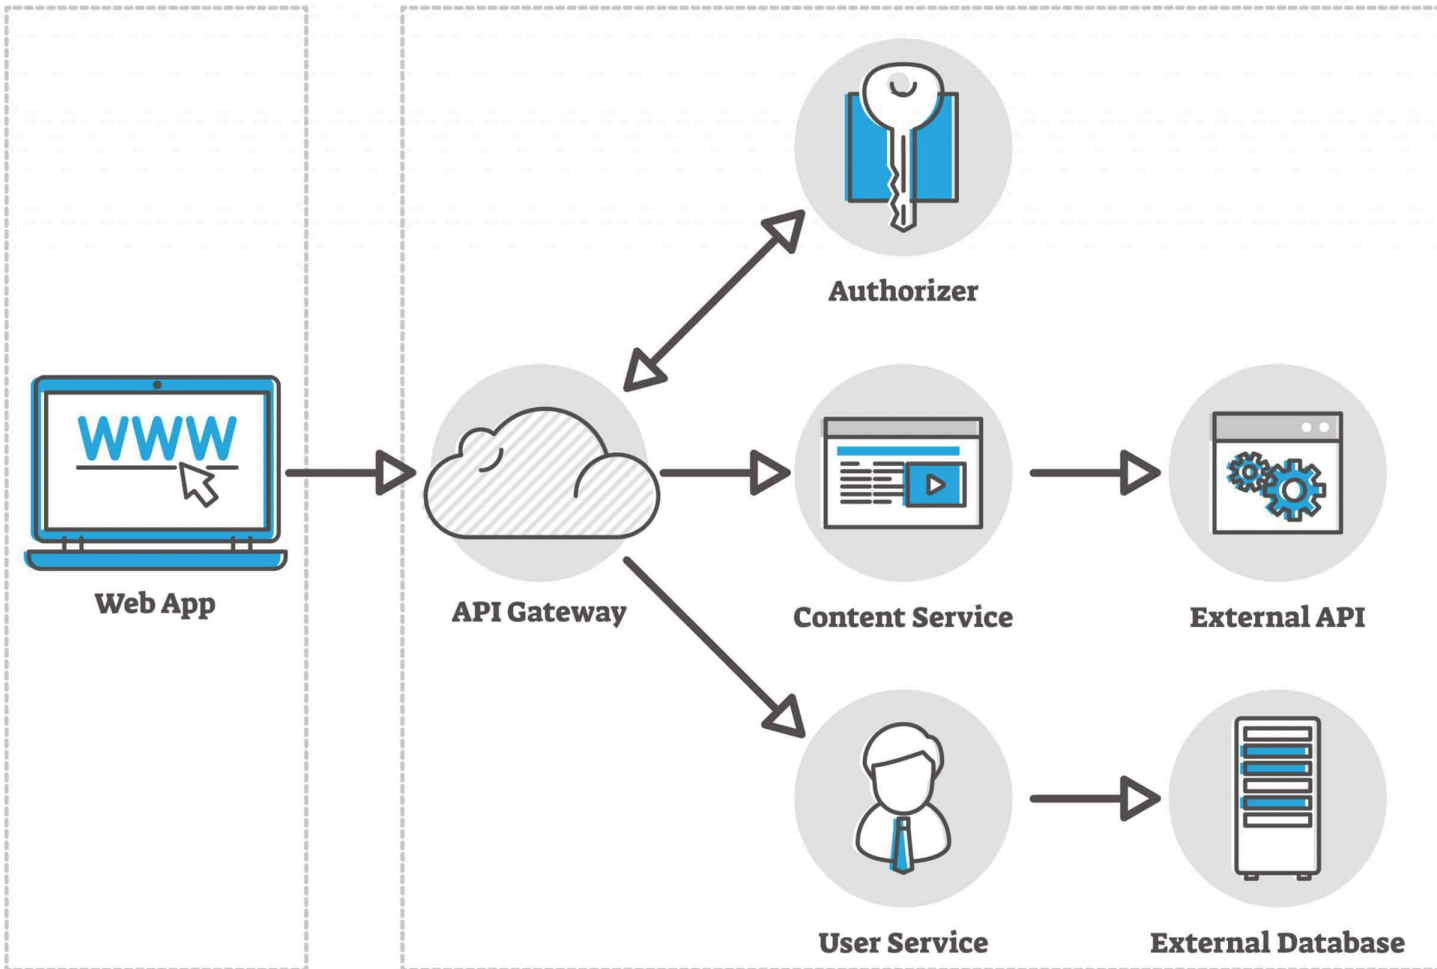 Authorizer
WWW
Web App
API Gateway
Content Service
External API
User Service
External Database